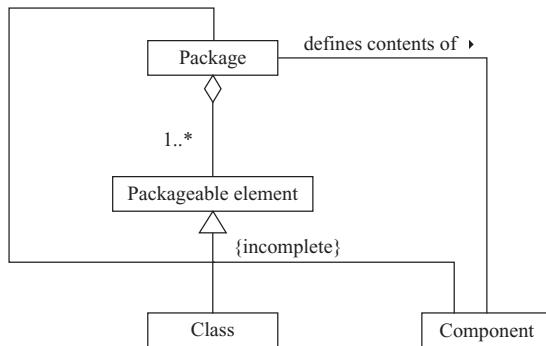 defines contents of ▸
Package
1..*
Packageable element
{incomplete}
Class
Component